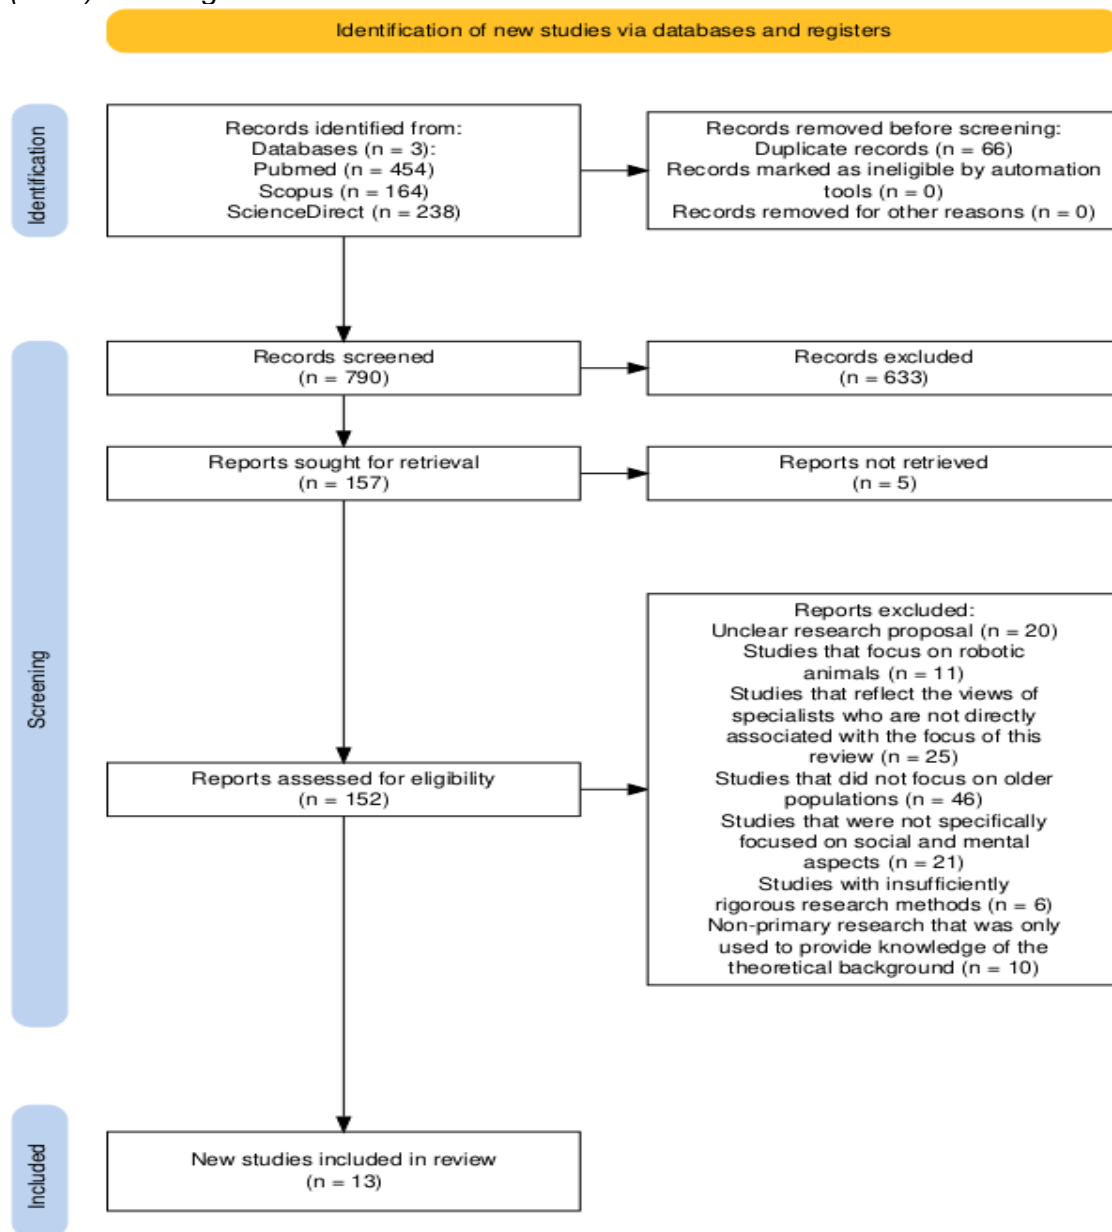 Identification of new studies via databases and registers
Identification
Records identified from:
Databases (n = 3):
Pubmed (n = 454)
Scopus (n = 164)
ScienceDirect (n = 238)
Records removed before screening:
Duplicate records (n = 66)
Records marked as ineligible by automation
tools (n = 0)
Records removed for other reasons (n = 0)
Screening
Records screened
(n = 790)
Records excluded
(n = 633)
Reports sought for retrieval
(n = 157)
Reports not retrieved
(n = 5)
Reports assessed for eligibility
(n = 152)
Reports excluded:
Unclear research proposal (n = 20)
Studies that focus on robotic
animals (n = 11)
Studies that reflect the views of
specialists who are not directly
associated with the focus of this
review (n = 25)
Studies that did not focus on older
populations (n = 46)
Studies that were not specifically
focused on social and mental
aspects (n = 21)
Studies with insufficiently
rigorous research methods (n = 6)
Non-primary research that was only
used to provide knowledge of the
theoretical background (n = 10)
Included
New studies included in review
(n = 13)